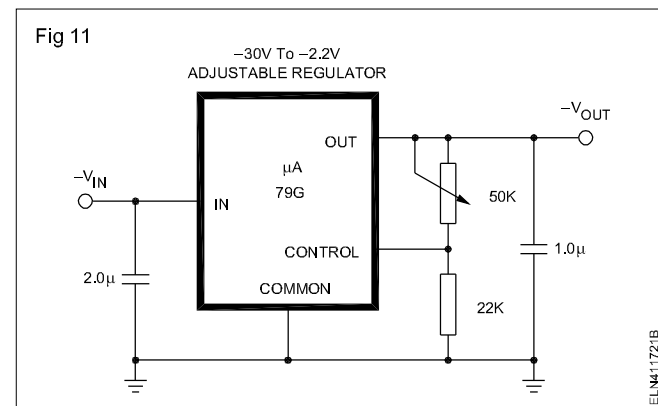 Fig 11
–30V To –2.2V
ADJUSTABLE REGULATOR
–VOUT
OUT
μA
79G
–VIN
IN
50K
CONTROL
1.0μ
2.0μ
COMMON
22K
ELN411721B